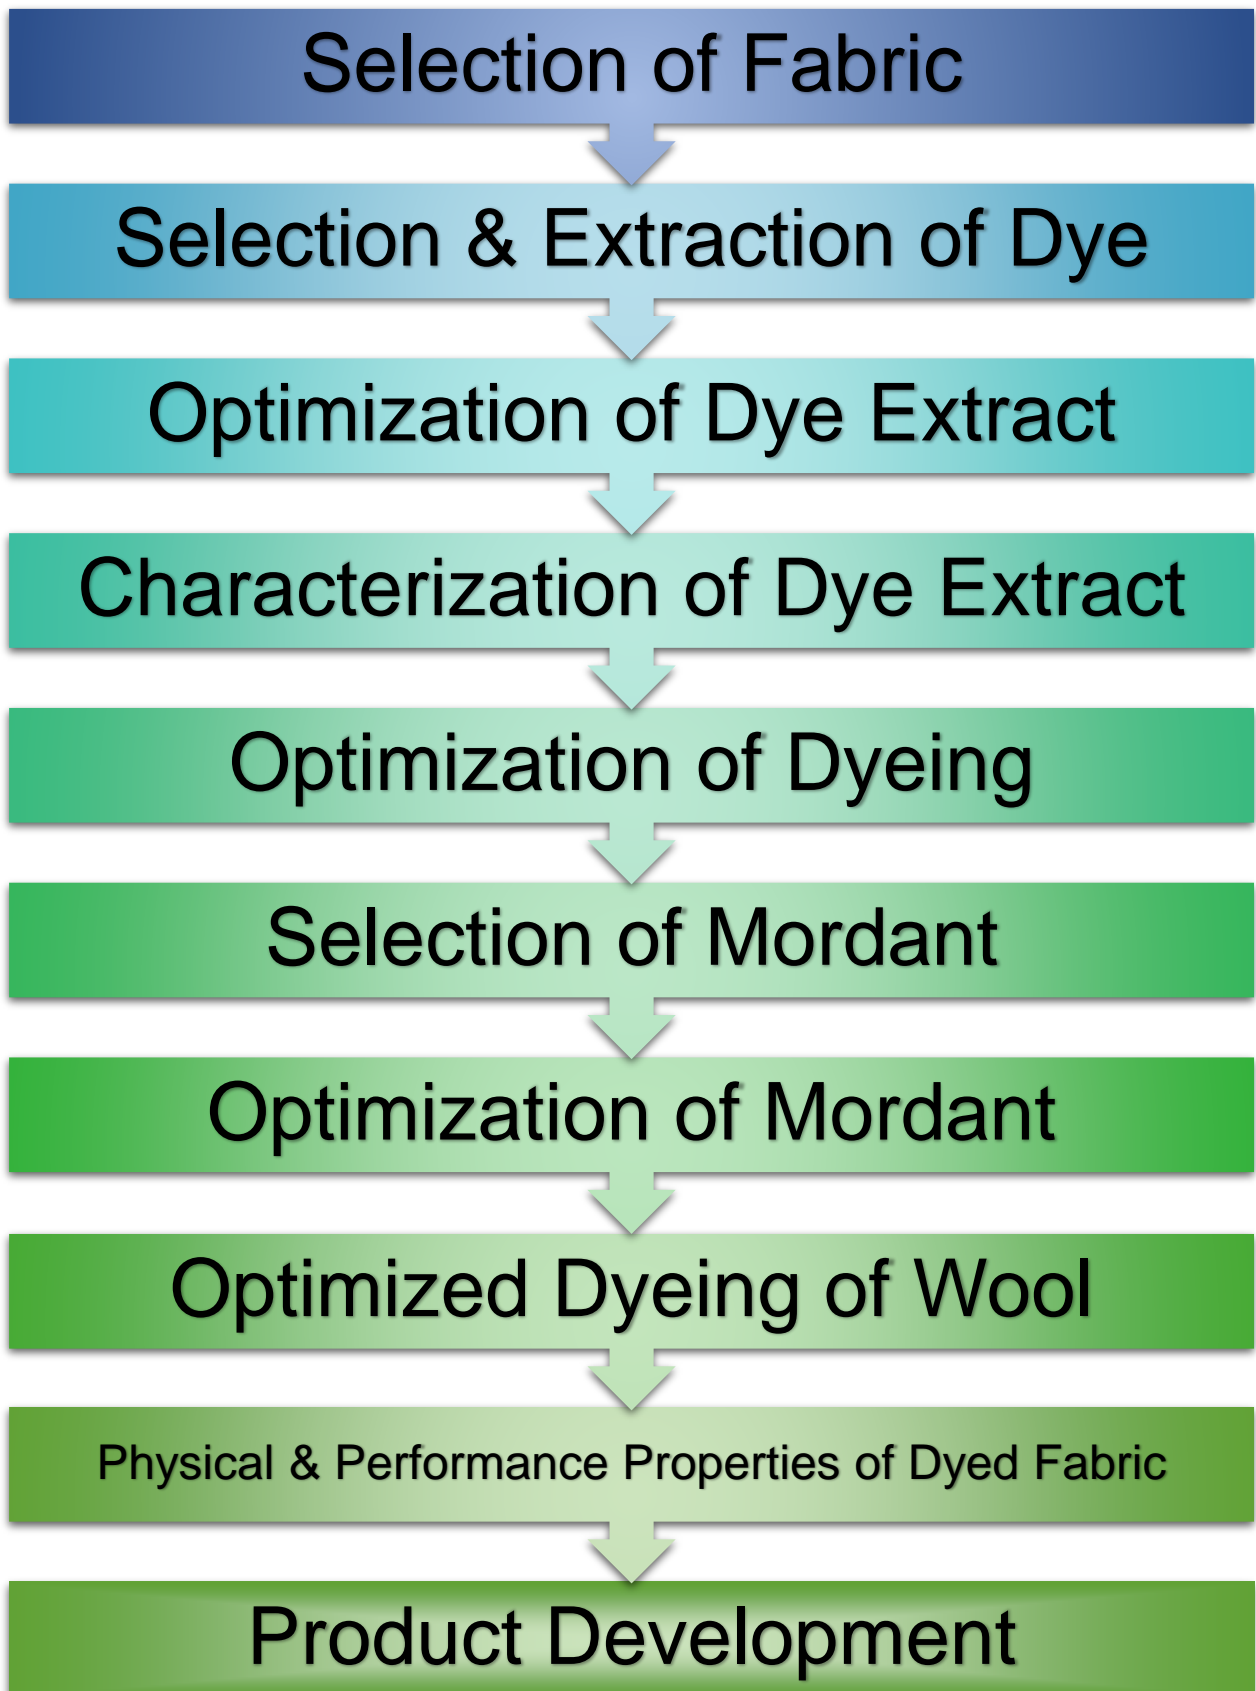 Selection of Fabric
Selection & Extraction of Dye
Optimization of Dye Extract
Characterization of Dye Extract
Optimization of Dyeing
Selection of Mordant
Optimization of Mordant
Optimized Dyeing of Wool
Physical & Performance Properties of Dyed Fabric
Product Development